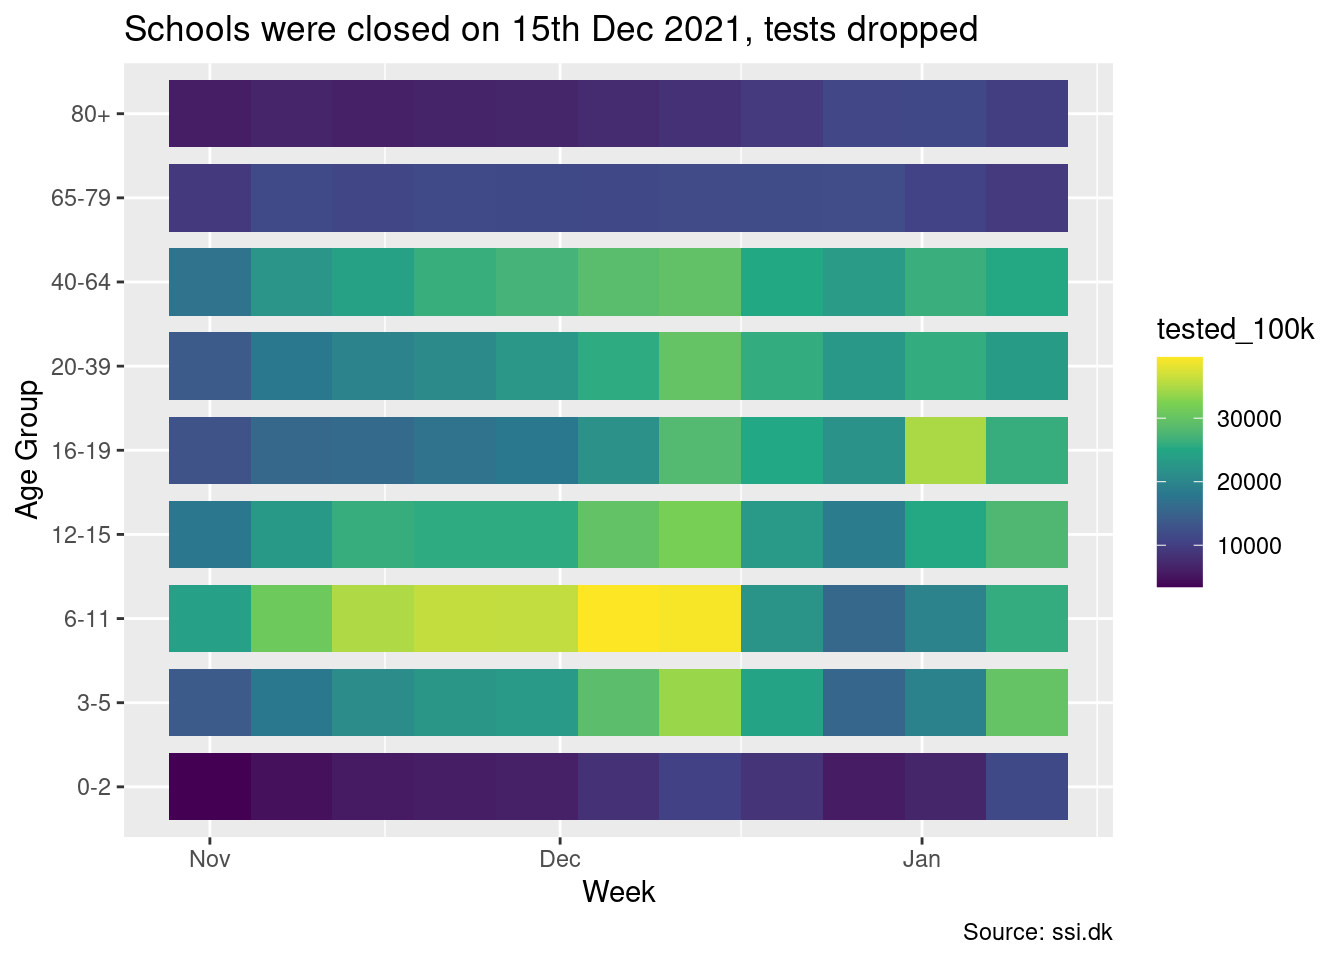 Schools were closed on 15th Dec 2021, tests dropped
80+
65-79
40-64
20-39
16-19
12-15
6-11
3-5
0-2
Age Group
Nov Dec Jan
Week
tested_100k
30000
20000
10000
Source: ssi.dk